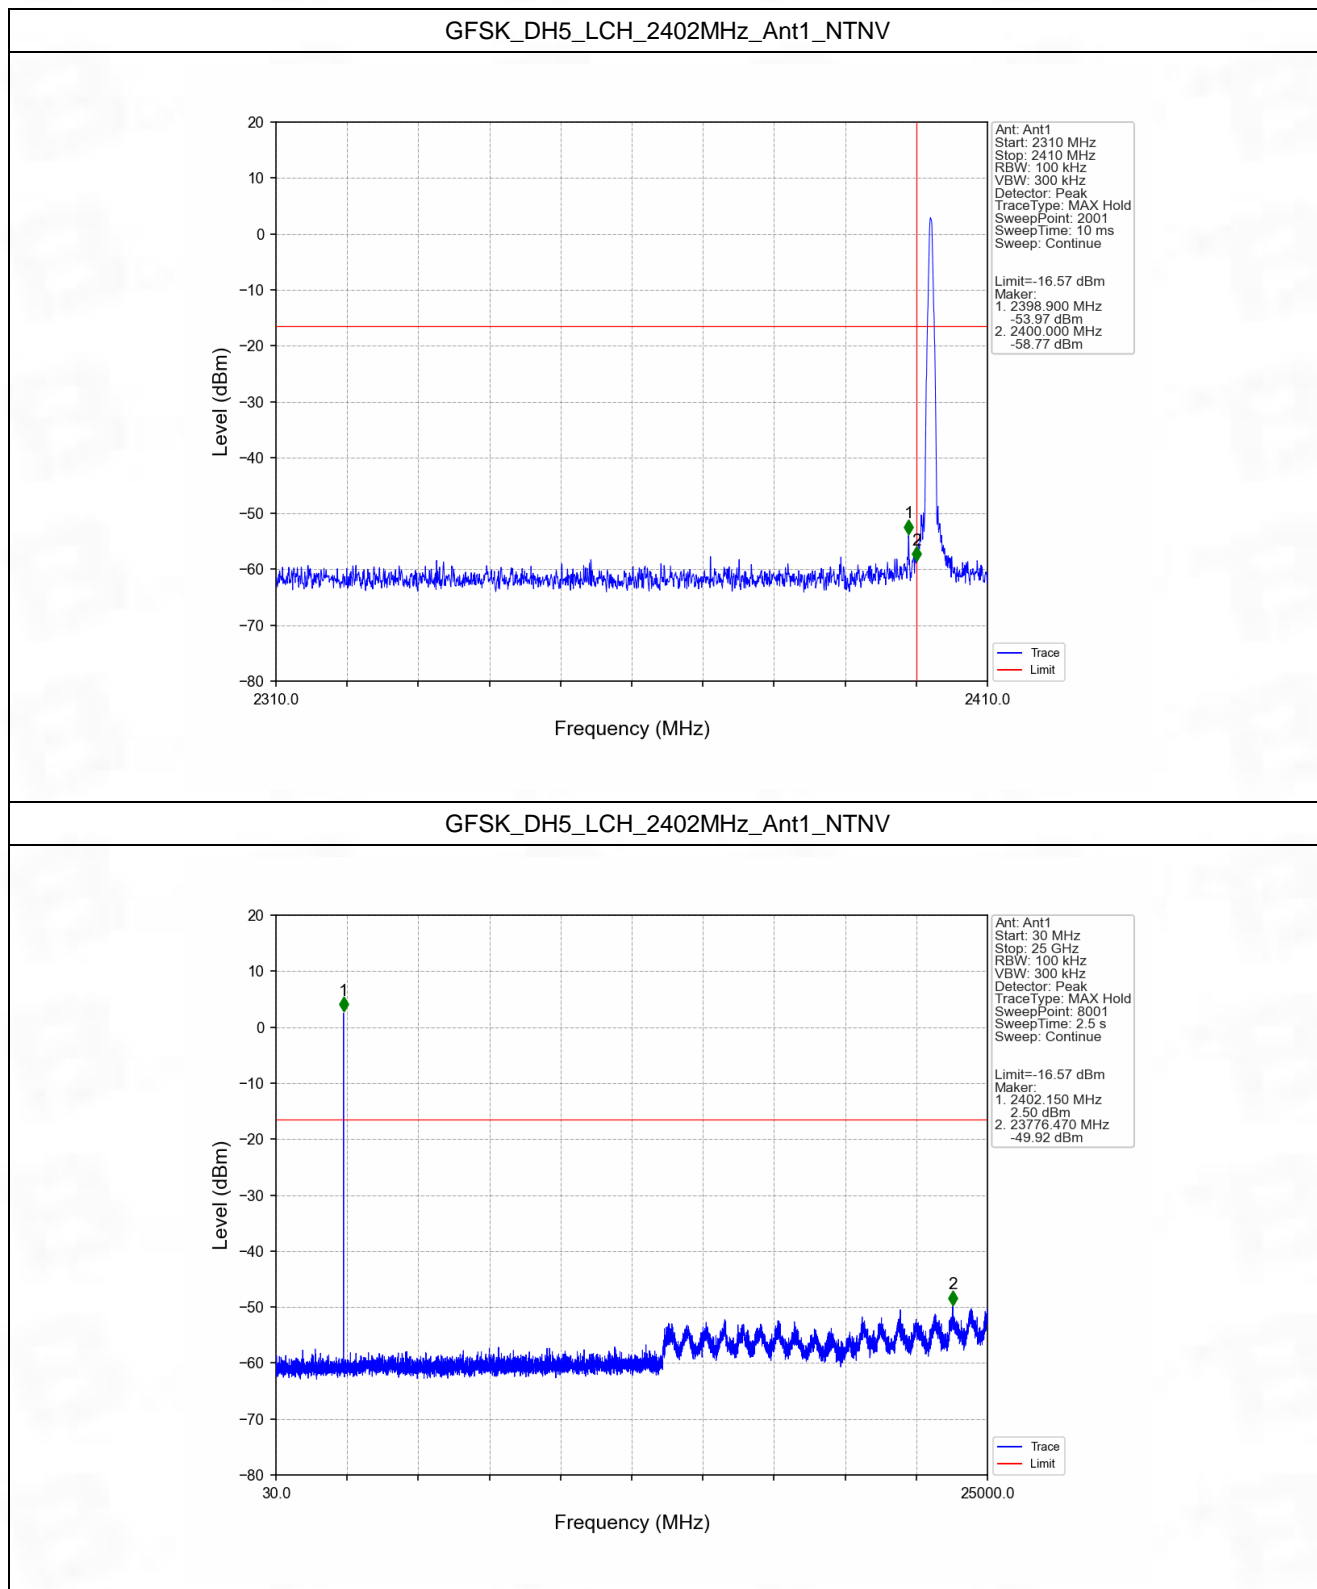 GFSK_DH5_LCH_2402MHz_Ant1_NTNV
20
10
0
−10
−20
−30
−40
−50
−60
−70
−80
Level (dBm)
1
2
2310.0
2410.0
Frequency (MHz)
Ant: Ant1
Start: 2310 MHz
Stop: 2410 MHz
RBW: 100 kHz
VBW: 300 kHz
Detector: Peak
TraceType: MAX Hold
SweepPoint: 2001
SweepTime: 10 ms
Sweep: Continue
Limit=-16.57 dBm
Maker:
1. 2398.900 MHz
-53.97 dBm
2. 2400.000 MHz
-58.77 dBm
Trace
Limit
GFSK_DH5_LCH_2402MHz_Ant1_NTNV
20
10
0
−10
−20
−30
−40
−50
−60
−70
−80
Level (dBm)
1
2
30.0
25000.0
Frequency (MHz)
Ant: Ant1
Start: 30 MHz
Stop: 25 GHz
RBW: 100 kHz
VBW: 300 kHz
Detector: Peak
TraceType: MAX Hold
SweepPoint: 8001
SweepTime: 2.5 s
Sweep: Continue
Limit=-16.57 dBm
Maker:
1. 2402.150 MHz
2.50 dBm
2. 23776.470 MHz
-49.92 dBm
Trace
Limit